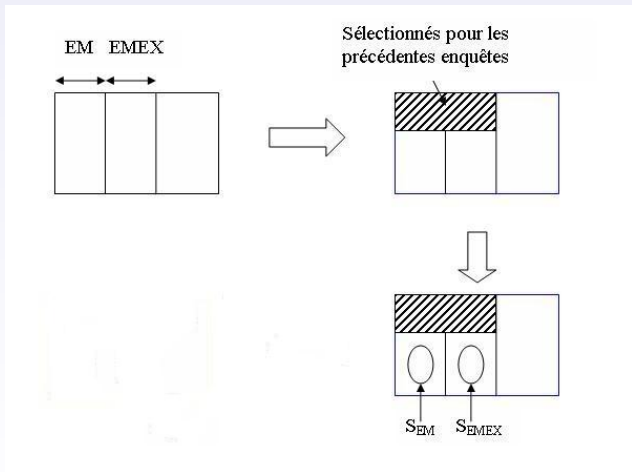 EM EMEX
Sélectionnés pour les
précédentes enquêtes
S_EM S_EMEX